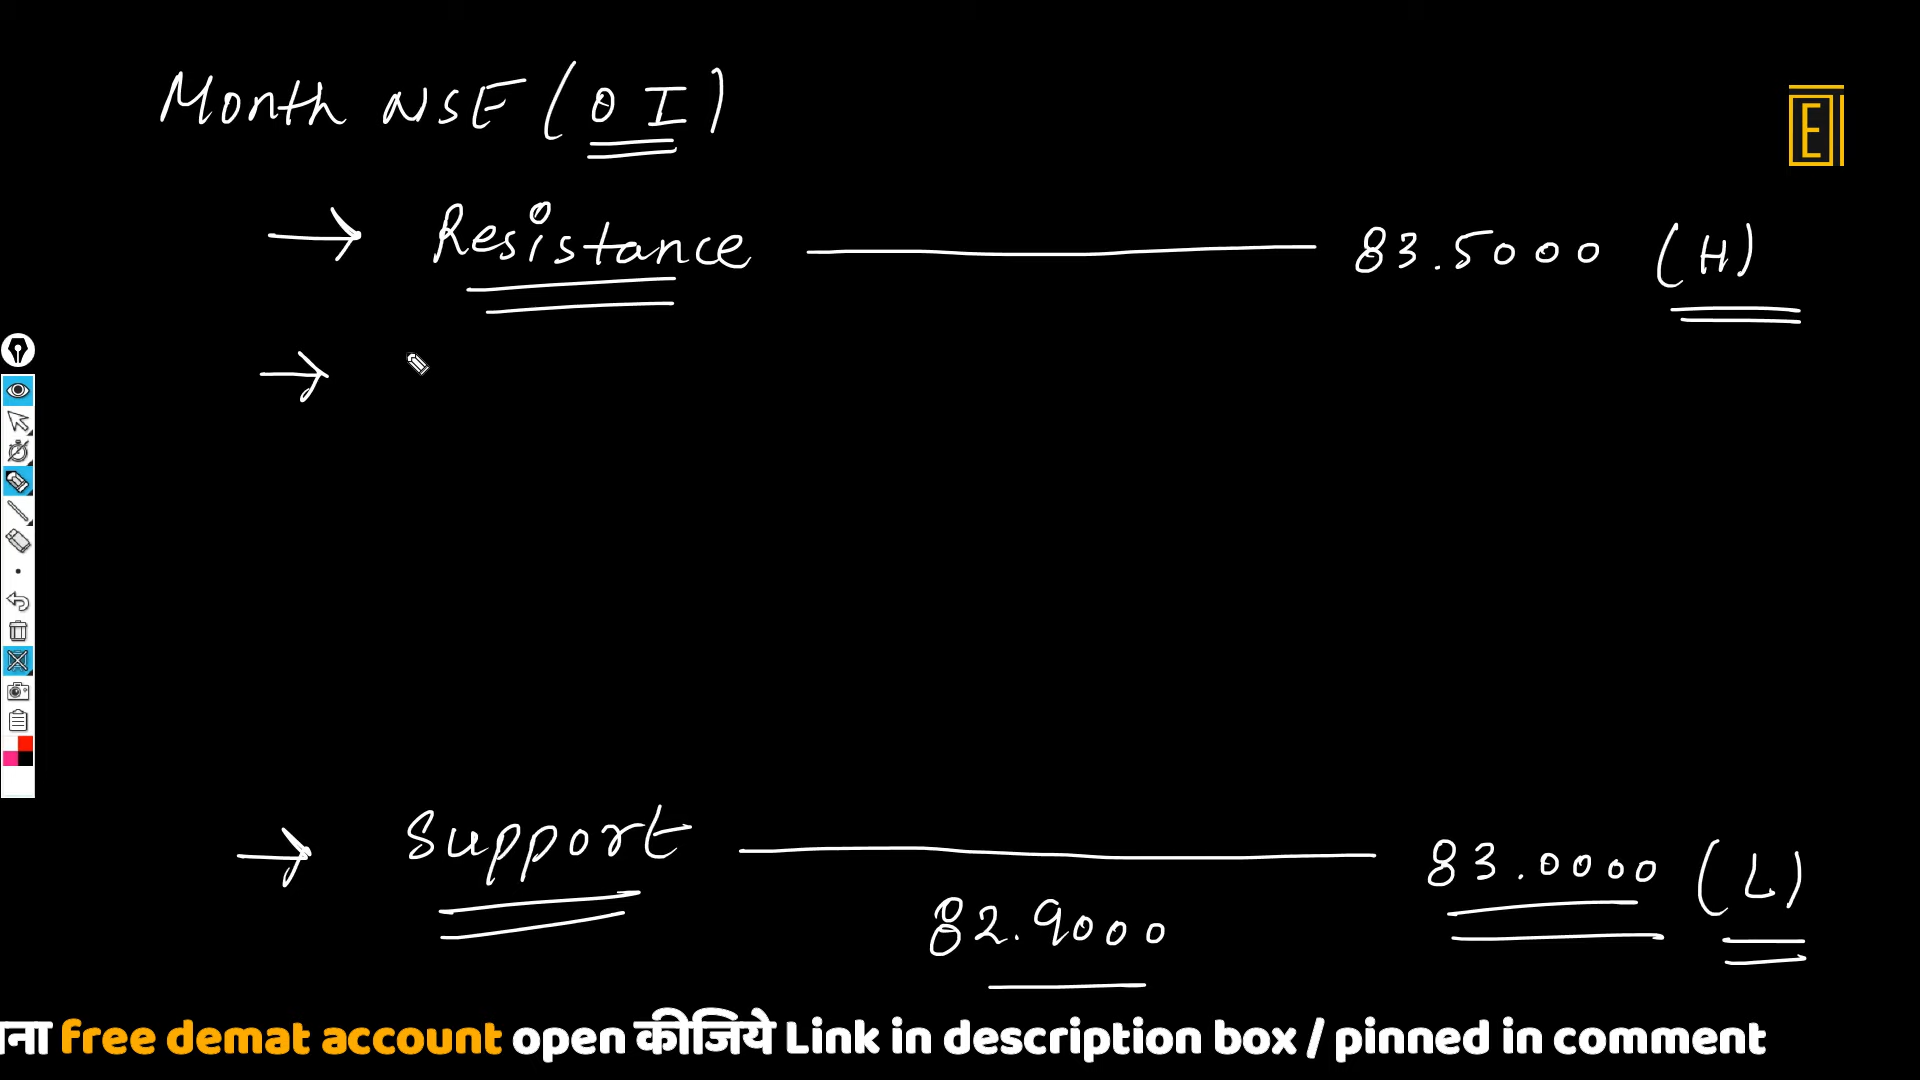 Month NSE (OI)
E
→ Resistance —— 83.5000 (H)
→
→ Support —— 83.0000 (L)
82.9000
free demat account open कीजिये Link in description box / pinned in comment